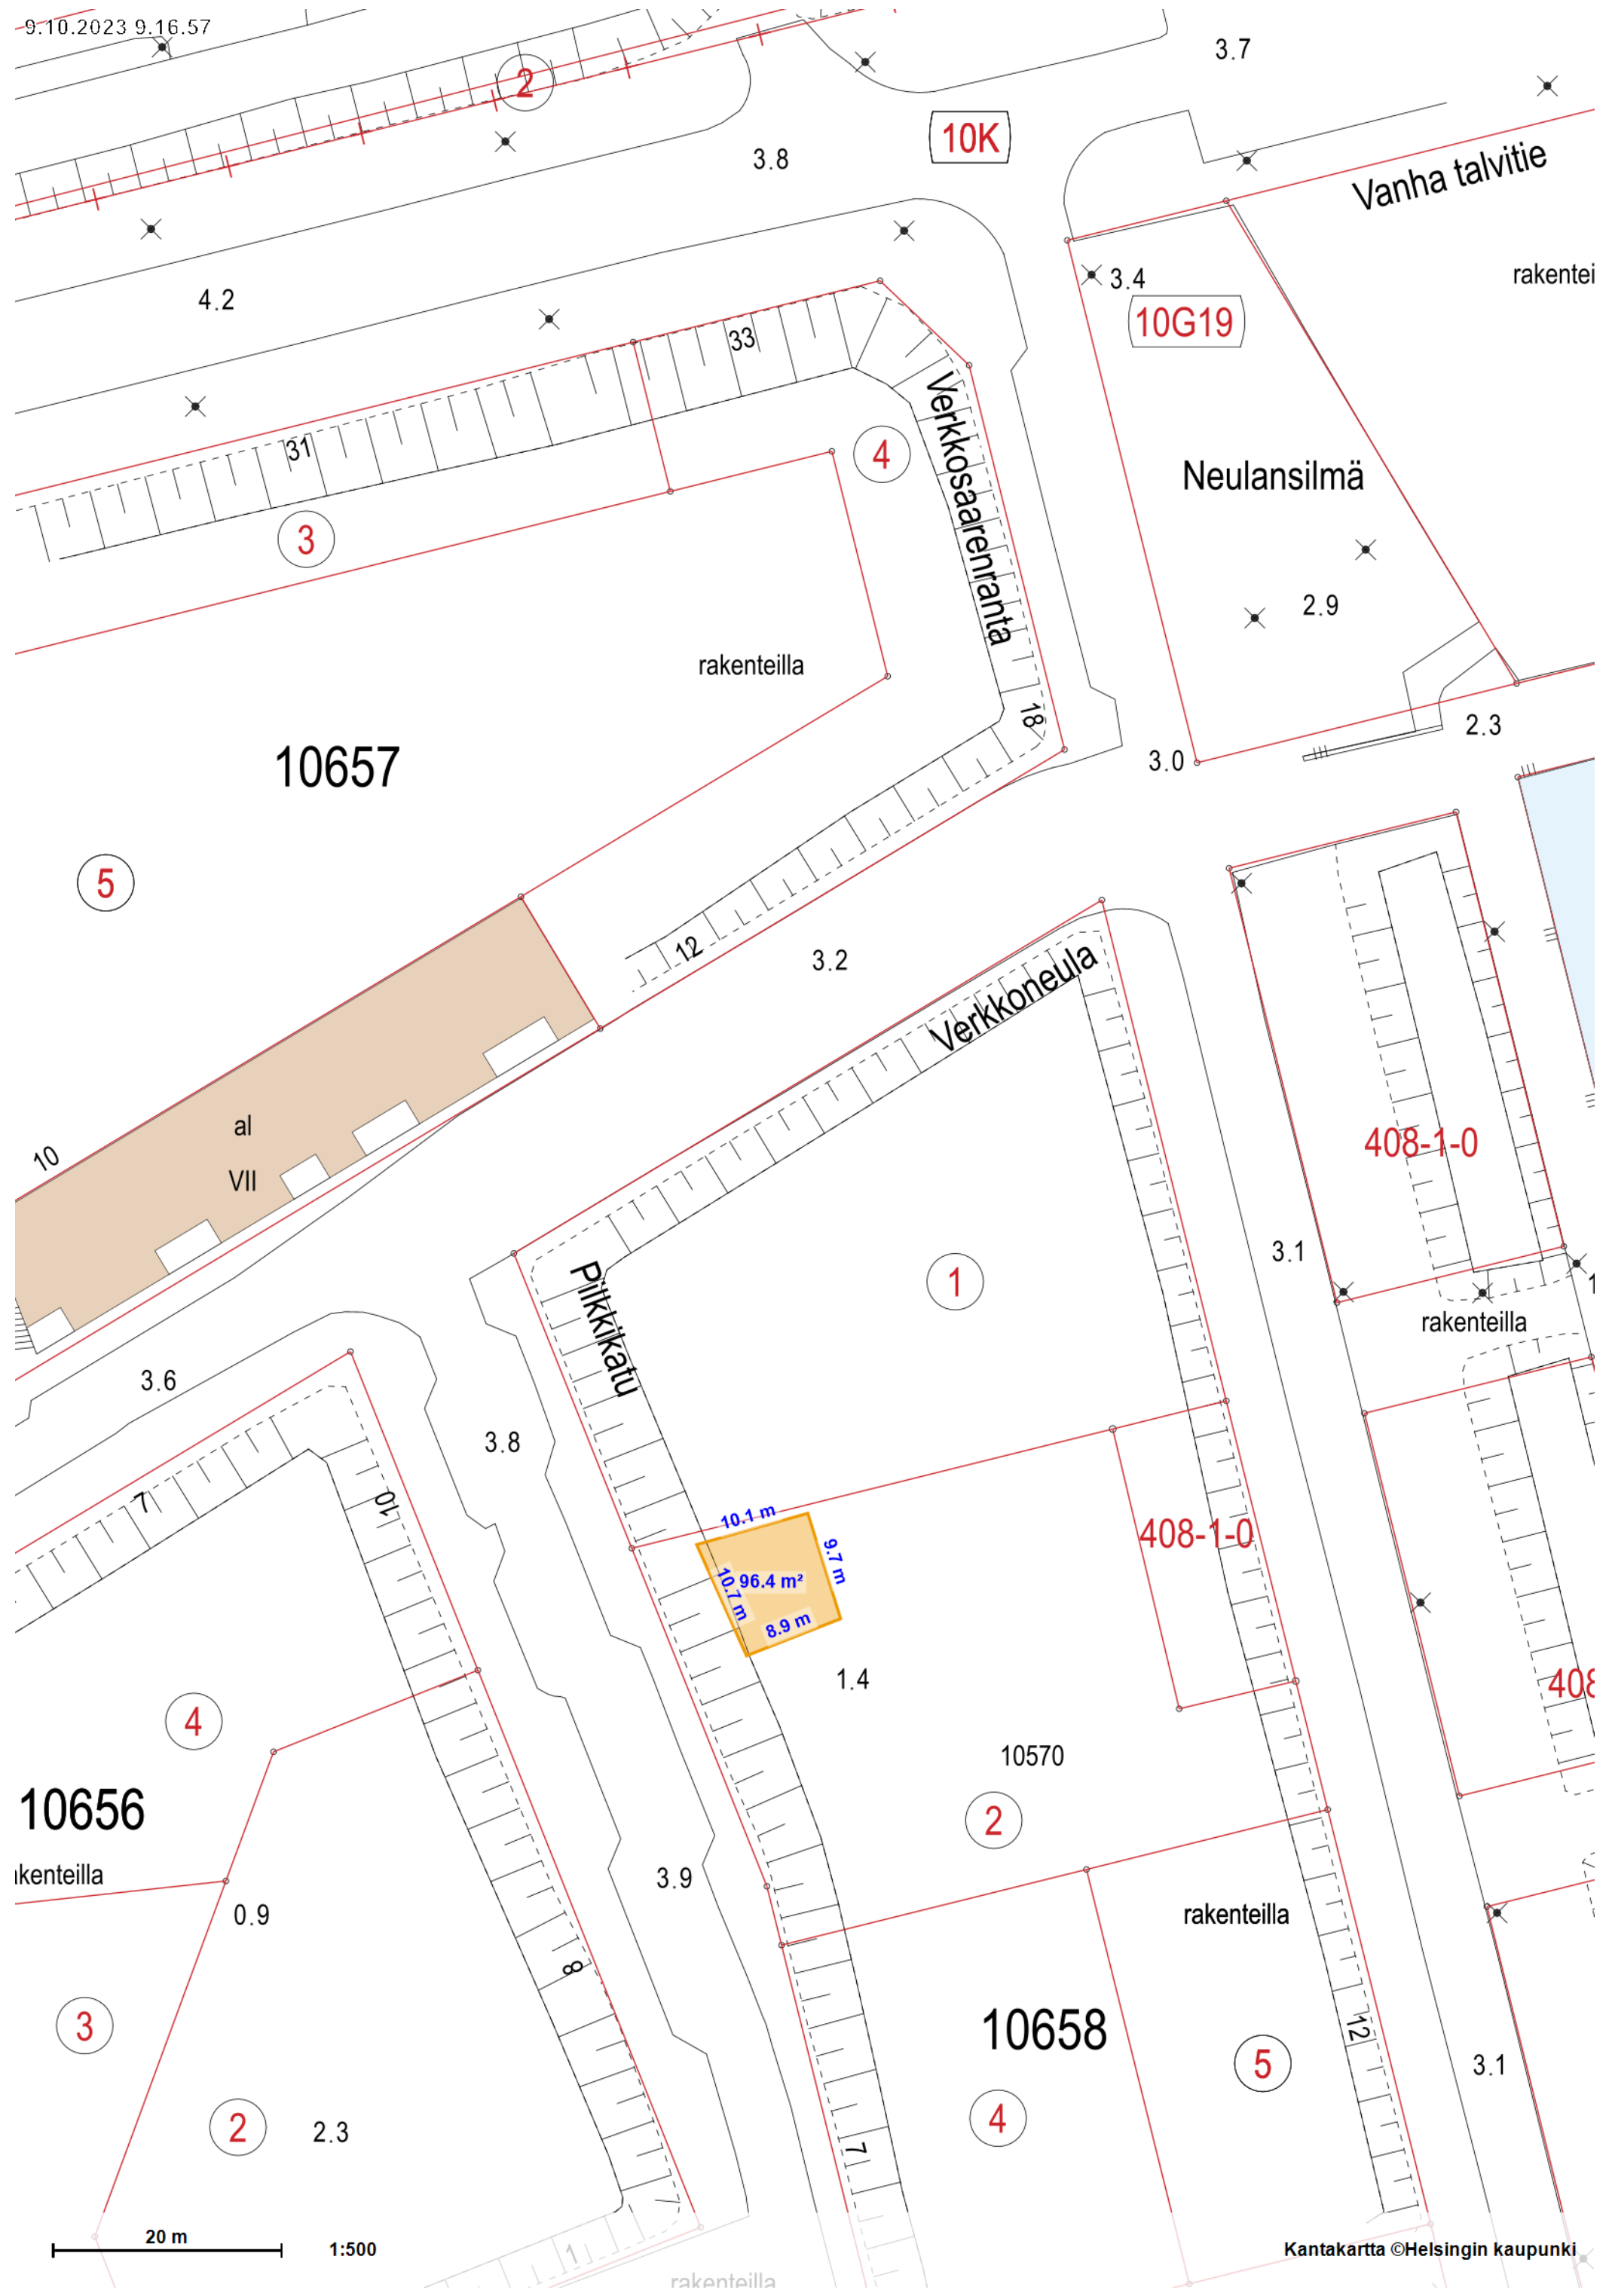 9.10.2023 9.16.57
2
3.7
10K
3.8
Vanha talvitie
4.2
3.4
10G19
33
31
Verkkosaarenranta
4
Neulansilmä
3
2.9
rakenteilla
18
2.3
3.0
10657
5
12
3.2
Verkkoneula
10
al
VII
408-1-0
3.1
Pilkkikatu
1
rakenteilla
3.6
3.8
7
10
10.1 m
9.7 m
96.4 m²
10.7 m
8.9 m
408-1-0
1.4
4
408
10570
10656
2
3.9
0.9
rakenteilla
8
3
10658
12
5
3.1
2
2.3
4
7
20 m
1:500
1
Kantakartta ©Helsingin kaupunki
rakenteilla